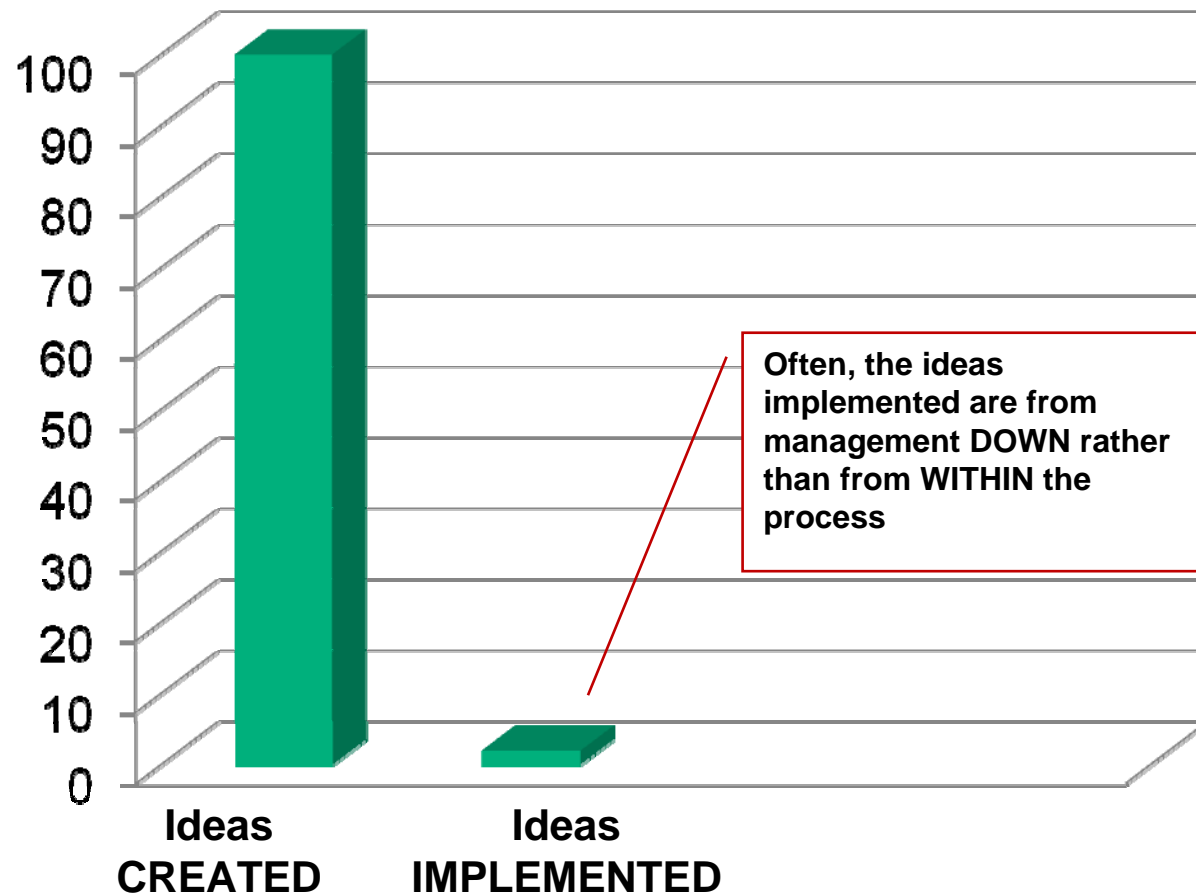 100
90
80
70
60
50
40
30
20
10
0
Often, the ideas
implemented are from
management DOWN rather
than from WITHIN the
process
Ideas
CREATED
Ideas
IMPLEMENTED